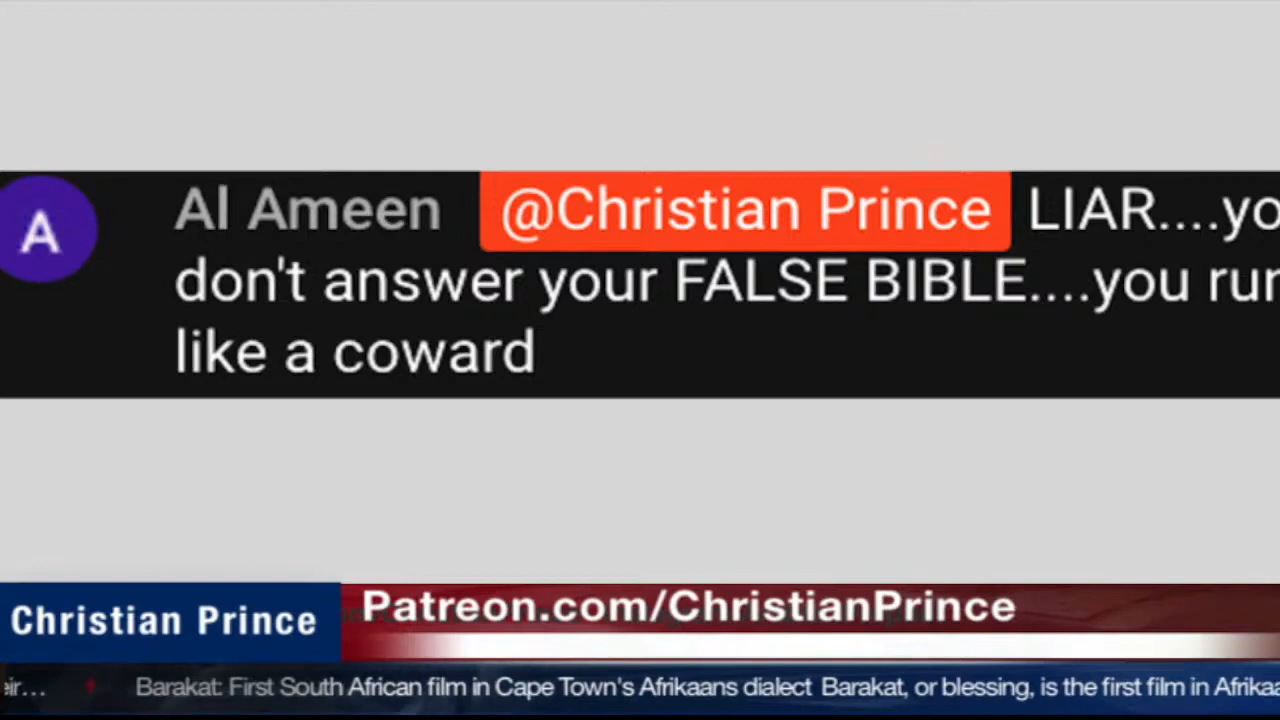 A
Al Ameen @Christian Prince LIAR....yo
don't answer your FALSE BIBLE....you run
like a coward
Christian Prince
Patreon.com/ChristianPrince
eir... Barakat: First South African film in Cape Town's Afrikaans dialect Barakat, or blessing, is the first film in Afrikaa